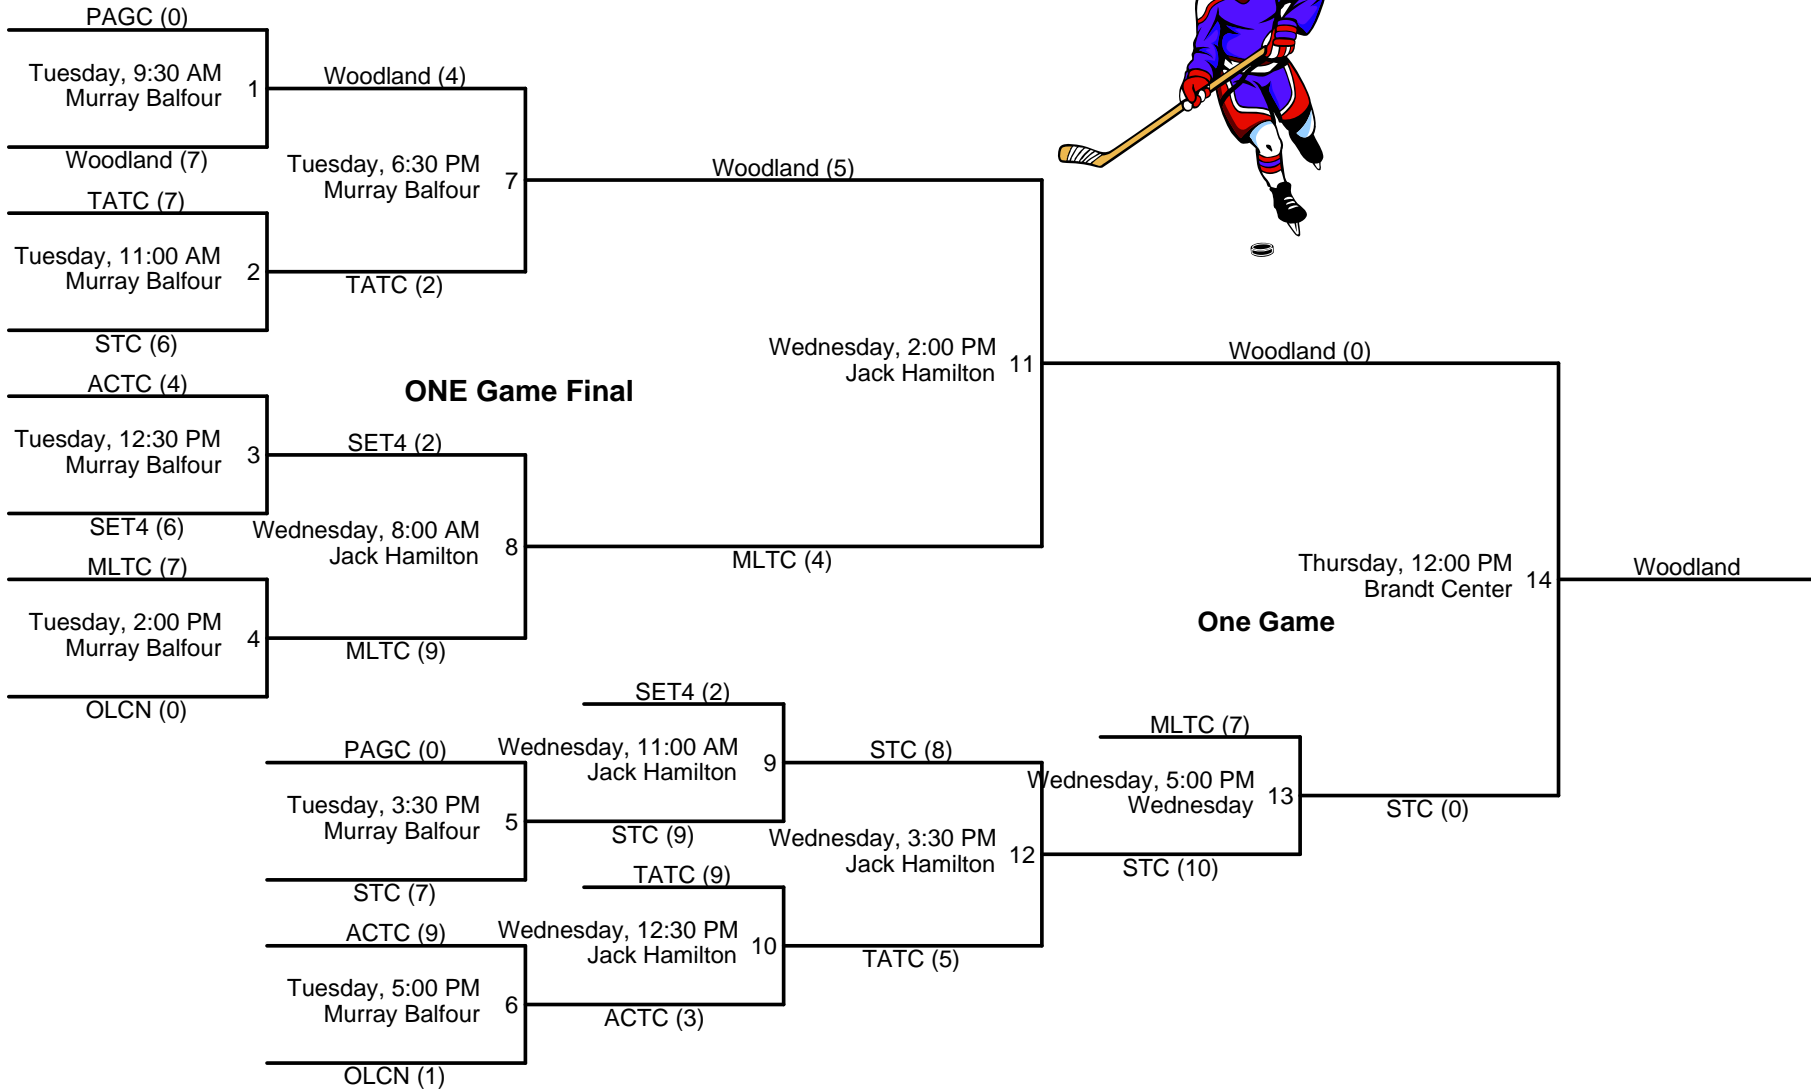 PAGC (0)
Tuesday, 9:30 AM
Murray Balfour
1
Woodland (7)
TATC (7)
Tuesday, 11:00 AM
Murray Balfour
2
STC (6)
ACTC (4)
Tuesday, 12:30 PM
Murray Balfour
3
SET4 (6)
MLTC (7)
Tuesday, 2:00 PM
Murray Balfour
4
OLCN (0)
Woodland (4)
Tuesday, 6:30 PM
Murray Balfour
7
TATC (2)
ONE Game Final
SET4 (2)
Wednesday, 8:00 AM
Jack Hamilton
8
MLTC (9)
PAGC (0)
Tuesday, 3:30 PM
Murray Balfour
5
STC (7)
ACTC (9)
Tuesday, 5:00 PM
Murray Balfour
6
OLCN (1)
SET4 (2)
Wednesday, 11:00 AM
Jack Hamilton
9
STC (9)
TATC (9)
Wednesday, 12:30 PM
Jack Hamilton
10
ACTC (3)
Woodland (5)
Wednesday, 2:00 PM
Jack Hamilton
11
MLTC (4)
STC (8)
Wednesday, 3:30 PM
Jack Hamilton
12
TATC (5)
MLTC (7)
Wednesday, 5:00 PM
Wednesday
13
STC (10)
Woodland (0)
Thursday, 12:00 PM
Brandt Center
14
One Game
STC (0)
Woodland